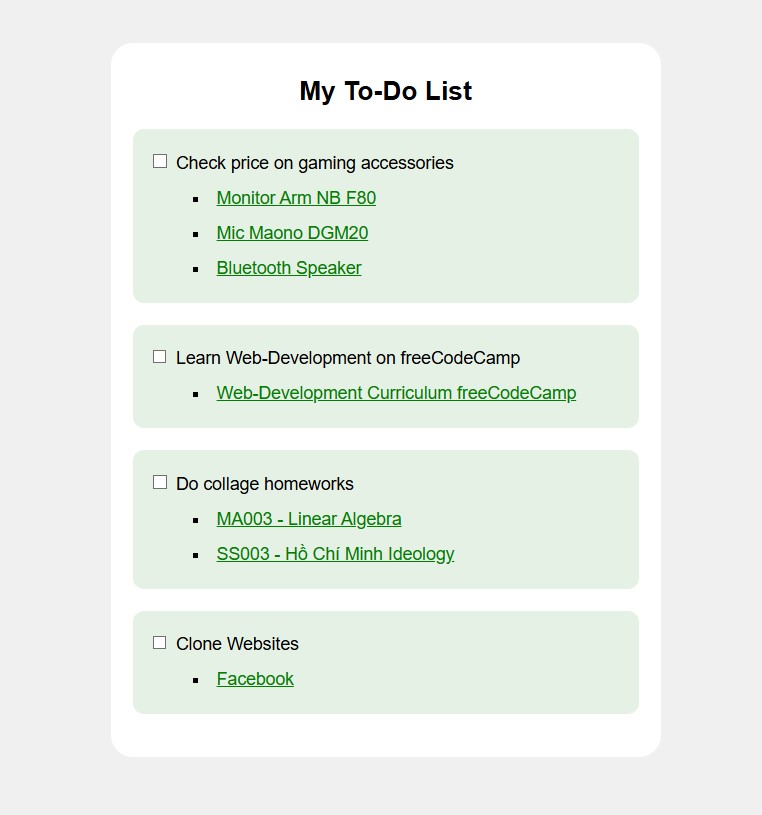 My To-Do List
Check price on gaming accessories
Monitor Arm NB F80
Mic Maono DGM20
Bluetooth Speaker
Learn Web-Development on freeCodeCamp
Web-Development Curriculum freeCodeCamp
Do collage homeworks
MA003 - Linear Algebra
SS003 - Hồ Chí Minh Ideology
Clone Websites
Facebook